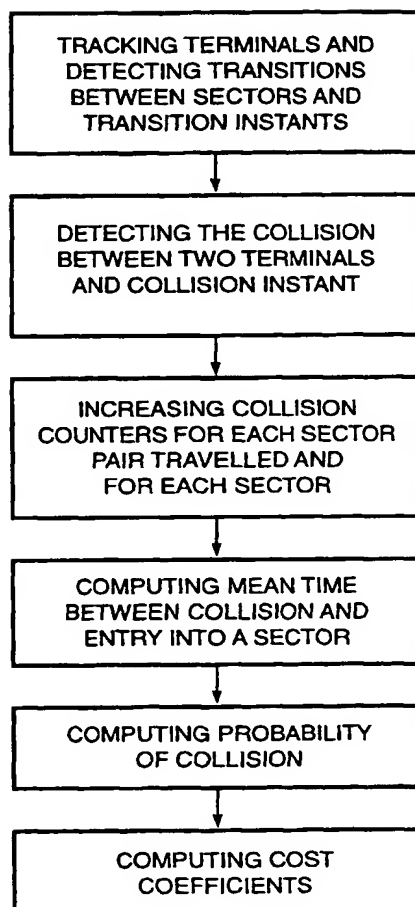 TRACKING TERMINALS AND
DETECTING TRANSITIONS
BETWEEN SECTORS AND
TRANSITION INSTANTS
DETECTING THE COLLISION
BETWEEN TWO TERMINALS
AND COLLISION INSTANT
INCREASING COLLISION
COUNTERS FOR EACH SECTOR
PAIR TRAVELLED AND
FOR EACH SECTOR
COMPUTING MEAN TIME
BETWEEN COLLISION AND
ENTRY INTO A SECTOR
COMPUTING PROBABILITY
OF COLLISION
COMPUTING COST
COEFFICIENTS